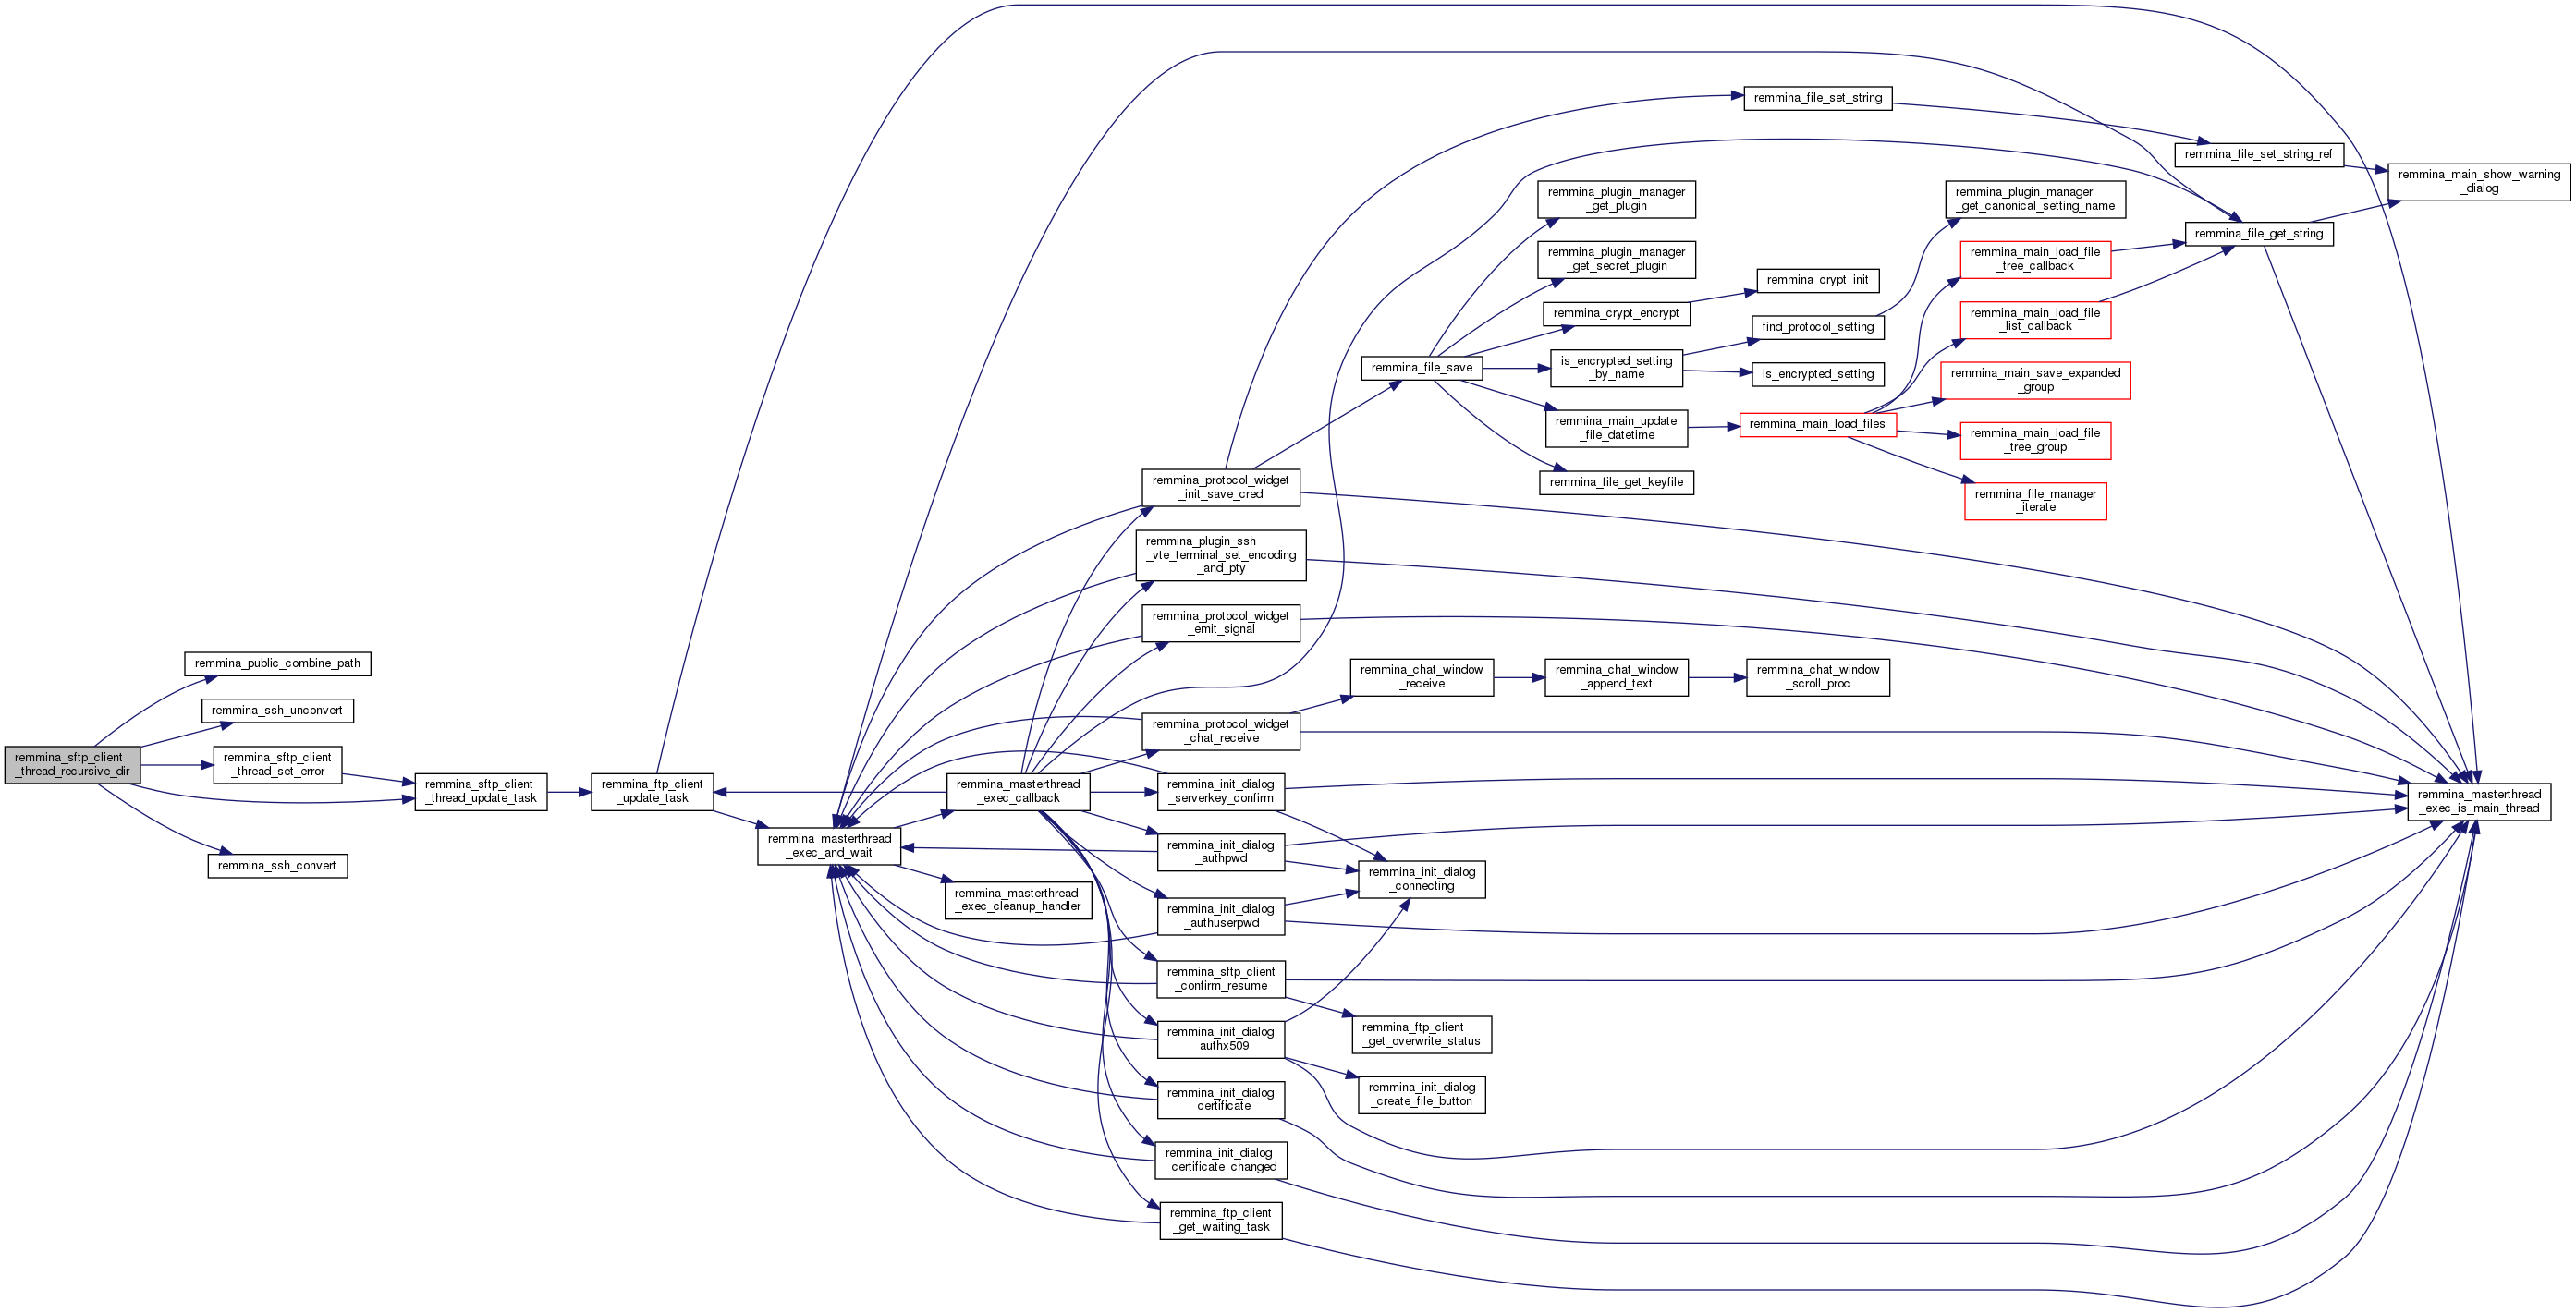 remmina_sftp_client
_thread_recursive_dir
remmina_public_combine_path
remmina_ssh_unconvert
remmina_sftp_client
_thread_set_error
remmina_ssh_convert
remmina_sftp_client
_thread_update_task
remmina_ftp_client
_update_task
remmina_masterthread
_exec_and_wait
remmina_masterthread
_exec_callback
remmina_masterthread
_exec_cleanup_handler
remmina_protocol_widget
_init_save_cred
remmina_plugin_ssh
_vte_terminal_set_encoding
_and_pty
remmina_protocol_widget
_emit_signal
remmina_protocol_widget
_chat_receive
remmina_init_dialog
_serverkey_confirm
remmina_init_dialog
_authpwd
remmina_init_dialog
_authuserpwd
remmina_sftp_client
_confirm_resume
remmina_init_dialog
_authx509
remmina_init_dialog
_certificate
remmina_init_dialog
_certificate_changed
remmina_ftp_client
_get_waiting_task
remmina_file_save
remmina_chat_window
_receive
remmina_init_dialog
_connecting
remmina_ftp_client
_get_overwrite_status
remmina_init_dialog
_create_file_button
remmina_plugin_manager
_get_plugin
remmina_plugin_manager
_get_secret_plugin
remmina_crypt_encrypt
is_encrypted_setting
_by_name
remmina_main_update
_file_datetime
remmina_file_get_keyfile
remmina_chat_window
_append_text
remmina_file_set_string
remmina_crypt_init
find_protocol_setting
is_encrypted_setting
remmina_main_load_files
remmina_chat_window
_scroll_proc
remmina_plugin_manager
_get_canonical_setting_name
remmina_main_load_file
_tree_callback
remmina_main_load_file
_list_callback
remmina_main_save_expanded
_group
remmina_main_load_file
_tree_group
remmina_file_manager
_iterate
remmina_file_set_string_ref
remmina_file_get_string
remmina_main_show_warning
_dialog
remmina_masterthread
_exec_is_main_thread